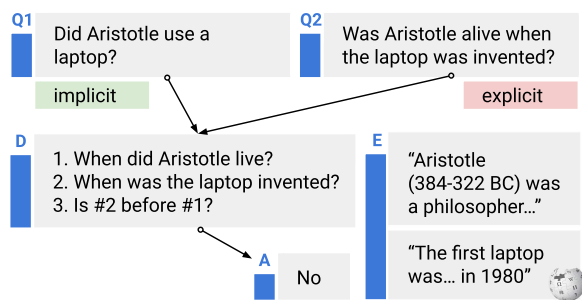 Q1
Did Aristotle use a
laptop?
implicit
Q2
Was Aristotle alive when
the laptop was invented?
explicit
D
1. When did Aristotle live?
2. When was the laptop invented?
3. Is #2 before #1?
E
“Aristotle
(384-322 BC) was
a philosopher…”
“The first laptop
was… in 1980”
A
No